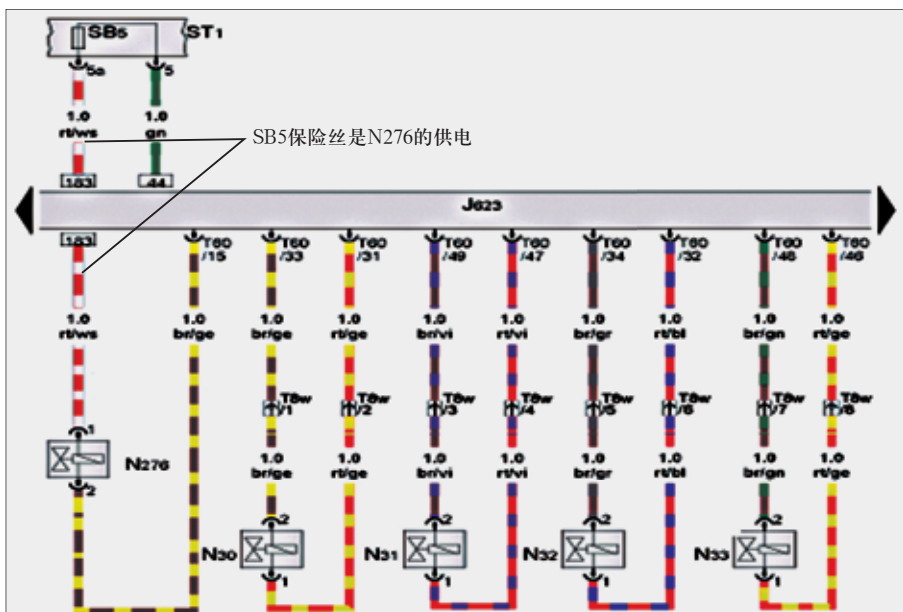 SB5 ST1
5a 5
1.0 1.0
rt/ws gn
SB5保险丝是N276的供电
183 44
J623
183 T60 T60 T60 T60 T60 T60 T60 T60 T60
/15 /33 /31 /49 /47 /34 /32 /48 /46
1.0 1.0 1.0 1.0 1.0 1.0 1.0 1.0 1.0 1.0
rt/ws br/ge br/ge rt/ge br/vi rt/vi br/gr rt/bl br/gn rt/ge
T8w T8w T8w T8w T8w T8w T8w T8w
/1 /2 /3 /4 /5 /6 /7 /8
1
1.0 1.0 1.0 1.0 1.0 1.0 1.0 1.0
N276 br/ge rt/ge br/vi rt/vi br/gr rt/bl br/gn rt/ge
2
2 2 2 2
N30 N31 N32 N33
1 1 1 1